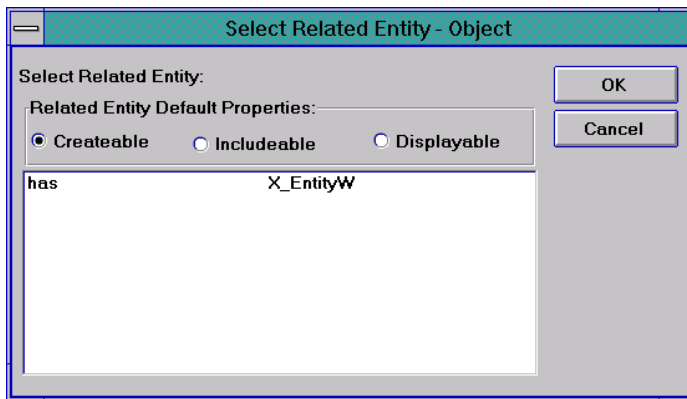 Select Related Entity - Object
Select Related Entity:
OK
Related Entity Default Properties:
Createable Includeable Displayable
Cancel
has X_EntityW